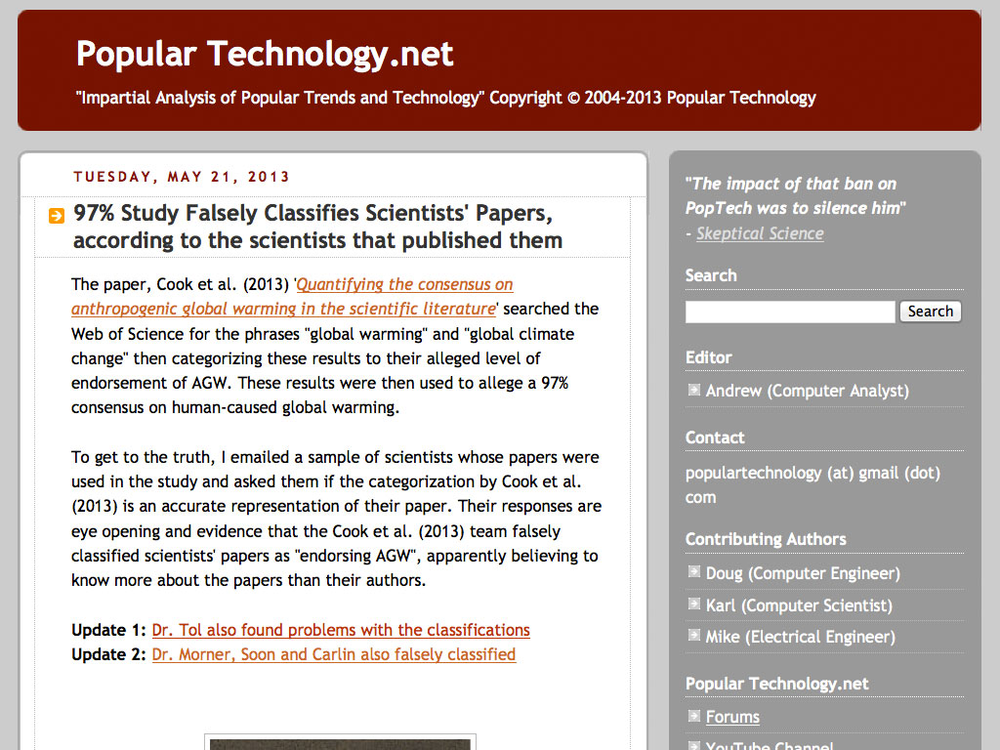 Popular Technology.net
"Impartial Analysis of Popular Trends and Technology" Copyright © 2004-2013 Popular Technology
TUESDAY, MAY 21, 2013
97% Study Falsely Classifies Scientists' Papers,
according to the scientists that published them
The paper, Cook et al. (2013) 'Quantifying the consensus on
anthropogenic global warming in the scientific literature' searched the
Web of Science for the phrases "global warming" and "global climate
change" then categorizing these results to their alleged level of
endorsement of AGW. These results were then used to allege a 97%
consensus on human-caused global warming.
To get to the truth, I emailed a sample of scientists whose papers were
used in the study and asked them if the categorization by Cook et al.
(2013) is an accurate representation of their paper. Their responses are
eye opening and evidence that the Cook et al. (2013) team falsely
classified scientists' papers as "endorsing AGW", apparently believing to
know more about the papers than their authors.
Update 1: Dr. Tol also found problems with the classifications
Update 2: Dr. Morner, Soon and Carlin also falsely classified
"The impact of that ban on
PopTech was to silence him"
- Skeptical Science
Search
Search
Editor
Andrew (Computer Analyst)
Contact
populartechnology (at) gmail (dot)
com
Contributing Authors
Doug (Computer Engineer)
Karl (Computer Scientist)
Mike (Electrical Engineer)
Popular Technology.net
Forums
YouTube Channel